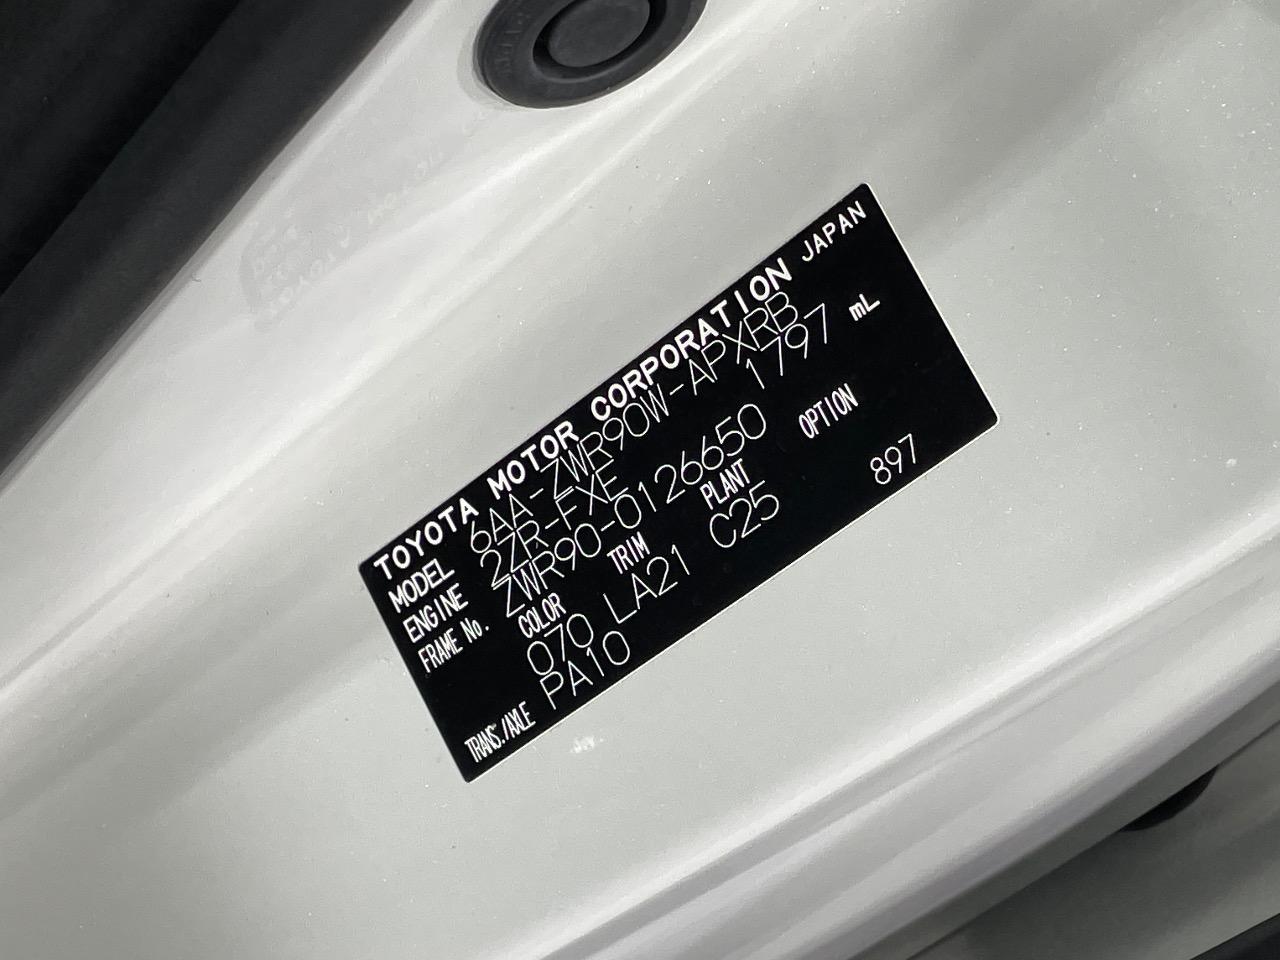 TOYOTA MOTOR CORPORATION JAPAN
MODEL 6AA-ZWR90W-APXRB
ENGINE 2ZR-FXE 1797 mL
FRAME No. ZWR90-0126650
COLOR TRIM PLANT OPTION
070 LA21 C25 897
TRANS./AXLE PA10